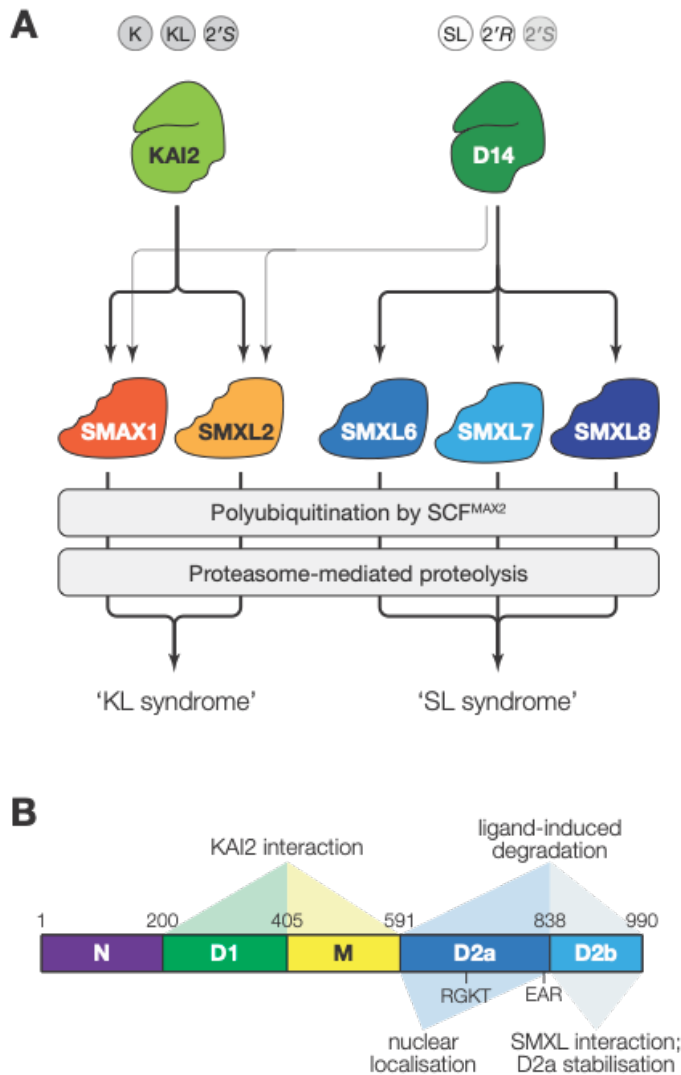 A
K KL 2′S SL 2′R 2′S
KAI2 D14
SMAX1 SMXL2 SMXL6 SMXL7 SMXL8
Polyubiquitination by SCFᴹᴬˣ²
Proteasome-mediated proteolysis
‘KL syndrome’ ‘SL syndrome’
B
KAI2 interaction
ligand-induced
degradation
1 200 405 591 838 990
N D1 M D2a D2b
RGKT EAR
nuclear
localisation
SMXL interaction;
D2a stabilisation